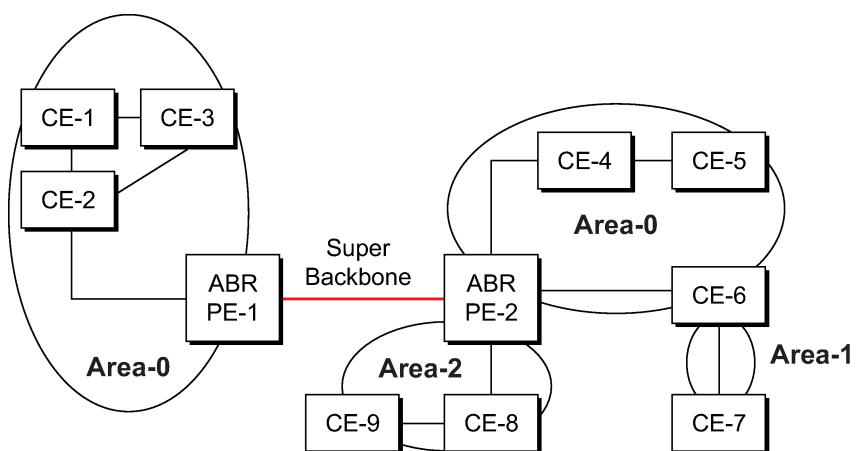 CE-1
CE-3
CE-2
ABR
PE-1
Area-0
Super
Backbone
ABR
PE-2
CE-4
CE-5
Area-0
CE-6
Area-2
Area-1
CE-9
CE-8
CE-7